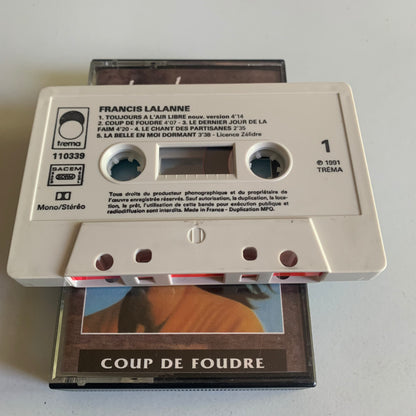 FRANCIS LALANNE
1. TOUJOURS A L'AIR LIBRE nouv. version 4'14
2. COUP DE FOUDRE 4'07 - 3. LE DERNIER JOUR DE LA
FAIM 4'20 - 4. LE CHANT DES PARTISANES 2'35
5. LA BELLE EN MOI DORMANT 3'38 - Licence Zélidre
trema
110339
SACEM
Mono/Stéréo
1
℗ 1991
TRÉMA
Tous droits du producteur phonographique et du propriétaire de
l'œuvre enregistrée réservés. Sauf autorisation, la duplication, la loca-
tion, le prêt, l'utilisation de cette bande pour exécution publique et
radiodiffusion sont interdits. Made in France - Duplication MPO.
COUP DE FOUDRE